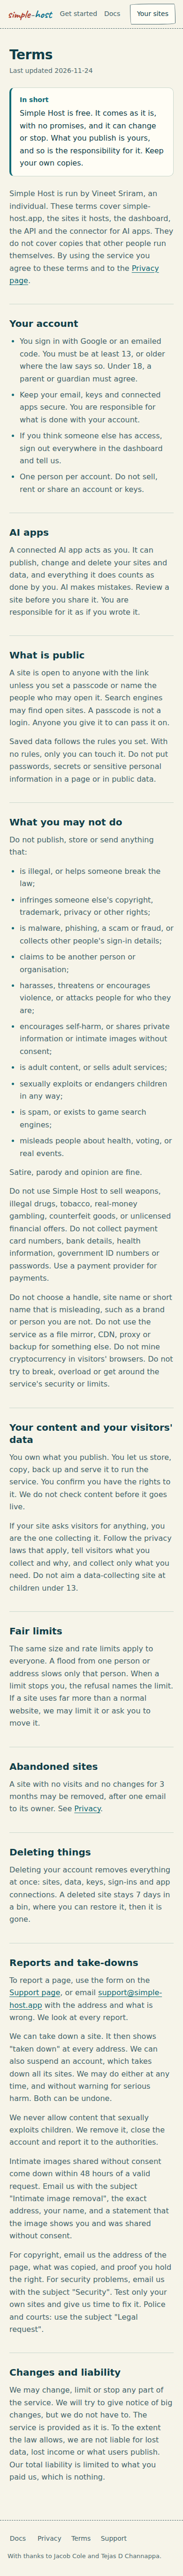 simple-host
Get started
Docs
Your sites
Terms
Last updated 2026-11-24
In short
Simple Host is free. It comes as it is,
with no promises, and it can change
or stop. What you publish is yours,
and so is the responsibility for it. Keep
your own copies.
Simple Host is run by Vineet Sriram, an
individual. These terms cover simple-
host.app, the sites it hosts, the dashboard,
the API and the connector for AI apps. They
do not cover copies that other people run
themselves. By using the service you
agree to these terms and to the Privacy
page.
Your account
• You sign in with Google or an emailed
code. You must be at least 13, or older
where the law says so. Under 18, a
parent or guardian must agree.
• Keep your email, keys and connected
apps secure. You are responsible for
what is done with your account.
• If you think someone else has access,
sign out everywhere in the dashboard
and tell us.
• One person per account. Do not sell,
rent or share an account or keys.
AI apps
A connected AI app acts as you. It can
publish, change and delete your sites and
data, and everything it does counts as
done by you. AI makes mistakes. Review a
site before you share it. You are
responsible for it as if you wrote it.
What is public
A site is open to anyone with the link
unless you set a passcode or name the
people who may open it. Search engines
may find open sites. A passcode is not a
login. Anyone you give it to can pass it on.
Saved data follows the rules you set. With
no rules, only you can touch it. Do not put
passwords, secrets or sensitive personal
information in a page or in public data.
What you may not do
Do not publish, store or send anything
that:
• is illegal, or helps someone break the
law;
• infringes someone else's copyright,
trademark, privacy or other rights;
• is malware, phishing, a scam or fraud, or
collects other people's sign-in details;
• claims to be another person or
organisation;
• harasses, threatens or encourages
violence, or attacks people for who they
are;
• encourages self-harm, or shares private
information or intimate images without
consent;
• is adult content, or sells adult services;
• sexually exploits or endangers children
in any way;
• is spam, or exists to game search
engines;
• misleads people about health, voting, or
real events.
Satire, parody and opinion are fine.
Do not use Simple Host to sell weapons,
illegal drugs, tobacco, real-money
gambling, counterfeit goods, or unlicensed
financial offers. Do not collect payment
card numbers, bank details, health
information, government ID numbers or
passwords. Use a payment provider for
payments.
Do not choose a handle, site name or short
name that is misleading, such as a brand
or person you are not. Do not use the
service as a file mirror, CDN, proxy or
backup for something else. Do not mine
cryptocurrency in visitors' browsers. Do not
try to break, overload or get around the
service's security or limits.
Your content and your visitors'
data
You own what you publish. You let us store,
copy, back up and serve it to run the
service. You confirm you have the rights to
it. We do not check content before it goes
live.
If your site asks visitors for anything, you
are the one collecting it. Follow the privacy
laws that apply, tell visitors what you
collect and why, and collect only what you
need. Do not aim a data-collecting site at
children under 13.
Fair limits
The same size and rate limits apply to
everyone. A flood from one person or
address slows only that person. When a
limit stops you, the refusal names the limit.
If a site uses far more than a normal
website, we may limit it or ask you to
move it.
Abandoned sites
A site with no visits and no changes for 3
months may be removed, after one email
to its owner. See Privacy.
Deleting things
Deleting your account removes everything
at once: sites, data, keys, sign-ins and app
connections. A deleted site stays 7 days in
a bin, where you can restore it, then it is
gone.
Reports and take-downs
To report a page, use the form on the
Support page, or email support@simple-
host.app with the address and what is
wrong. We look at every report.
We can take down a site. It then shows
"taken down" at every address. We can
also suspend an account, which takes
down all its sites. We may do either at any
time, and without warning for serious
harm. Both can be undone.
We never allow content that sexually
exploits children. We remove it, close the
account and report it to the authorities.
Intimate images shared without consent
come down within 48 hours of a valid
request. Email us with the subject
"Intimate image removal", the exact
address, your name, and a statement that
the image shows you and was shared
without consent.
For copyright, email us the address of the
page, what was copied, and proof you hold
the right. For security problems, email us
with the subject "Security". Test only your
own sites and give us time to fix it. Police
and courts: use the subject "Legal
request".
Changes and liability
We may change, limit or stop any part of
the service. We will try to give notice of big
changes, but we do not have to. The
service is provided as it is. To the extent
the law allows, we are not liable for lost
data, lost income or what users publish.
Our total liability is limited to what you
paid us, which is nothing.
Docs
Privacy
Terms
Support
With thanks to Jacob Cole and Tejas D Channappa.